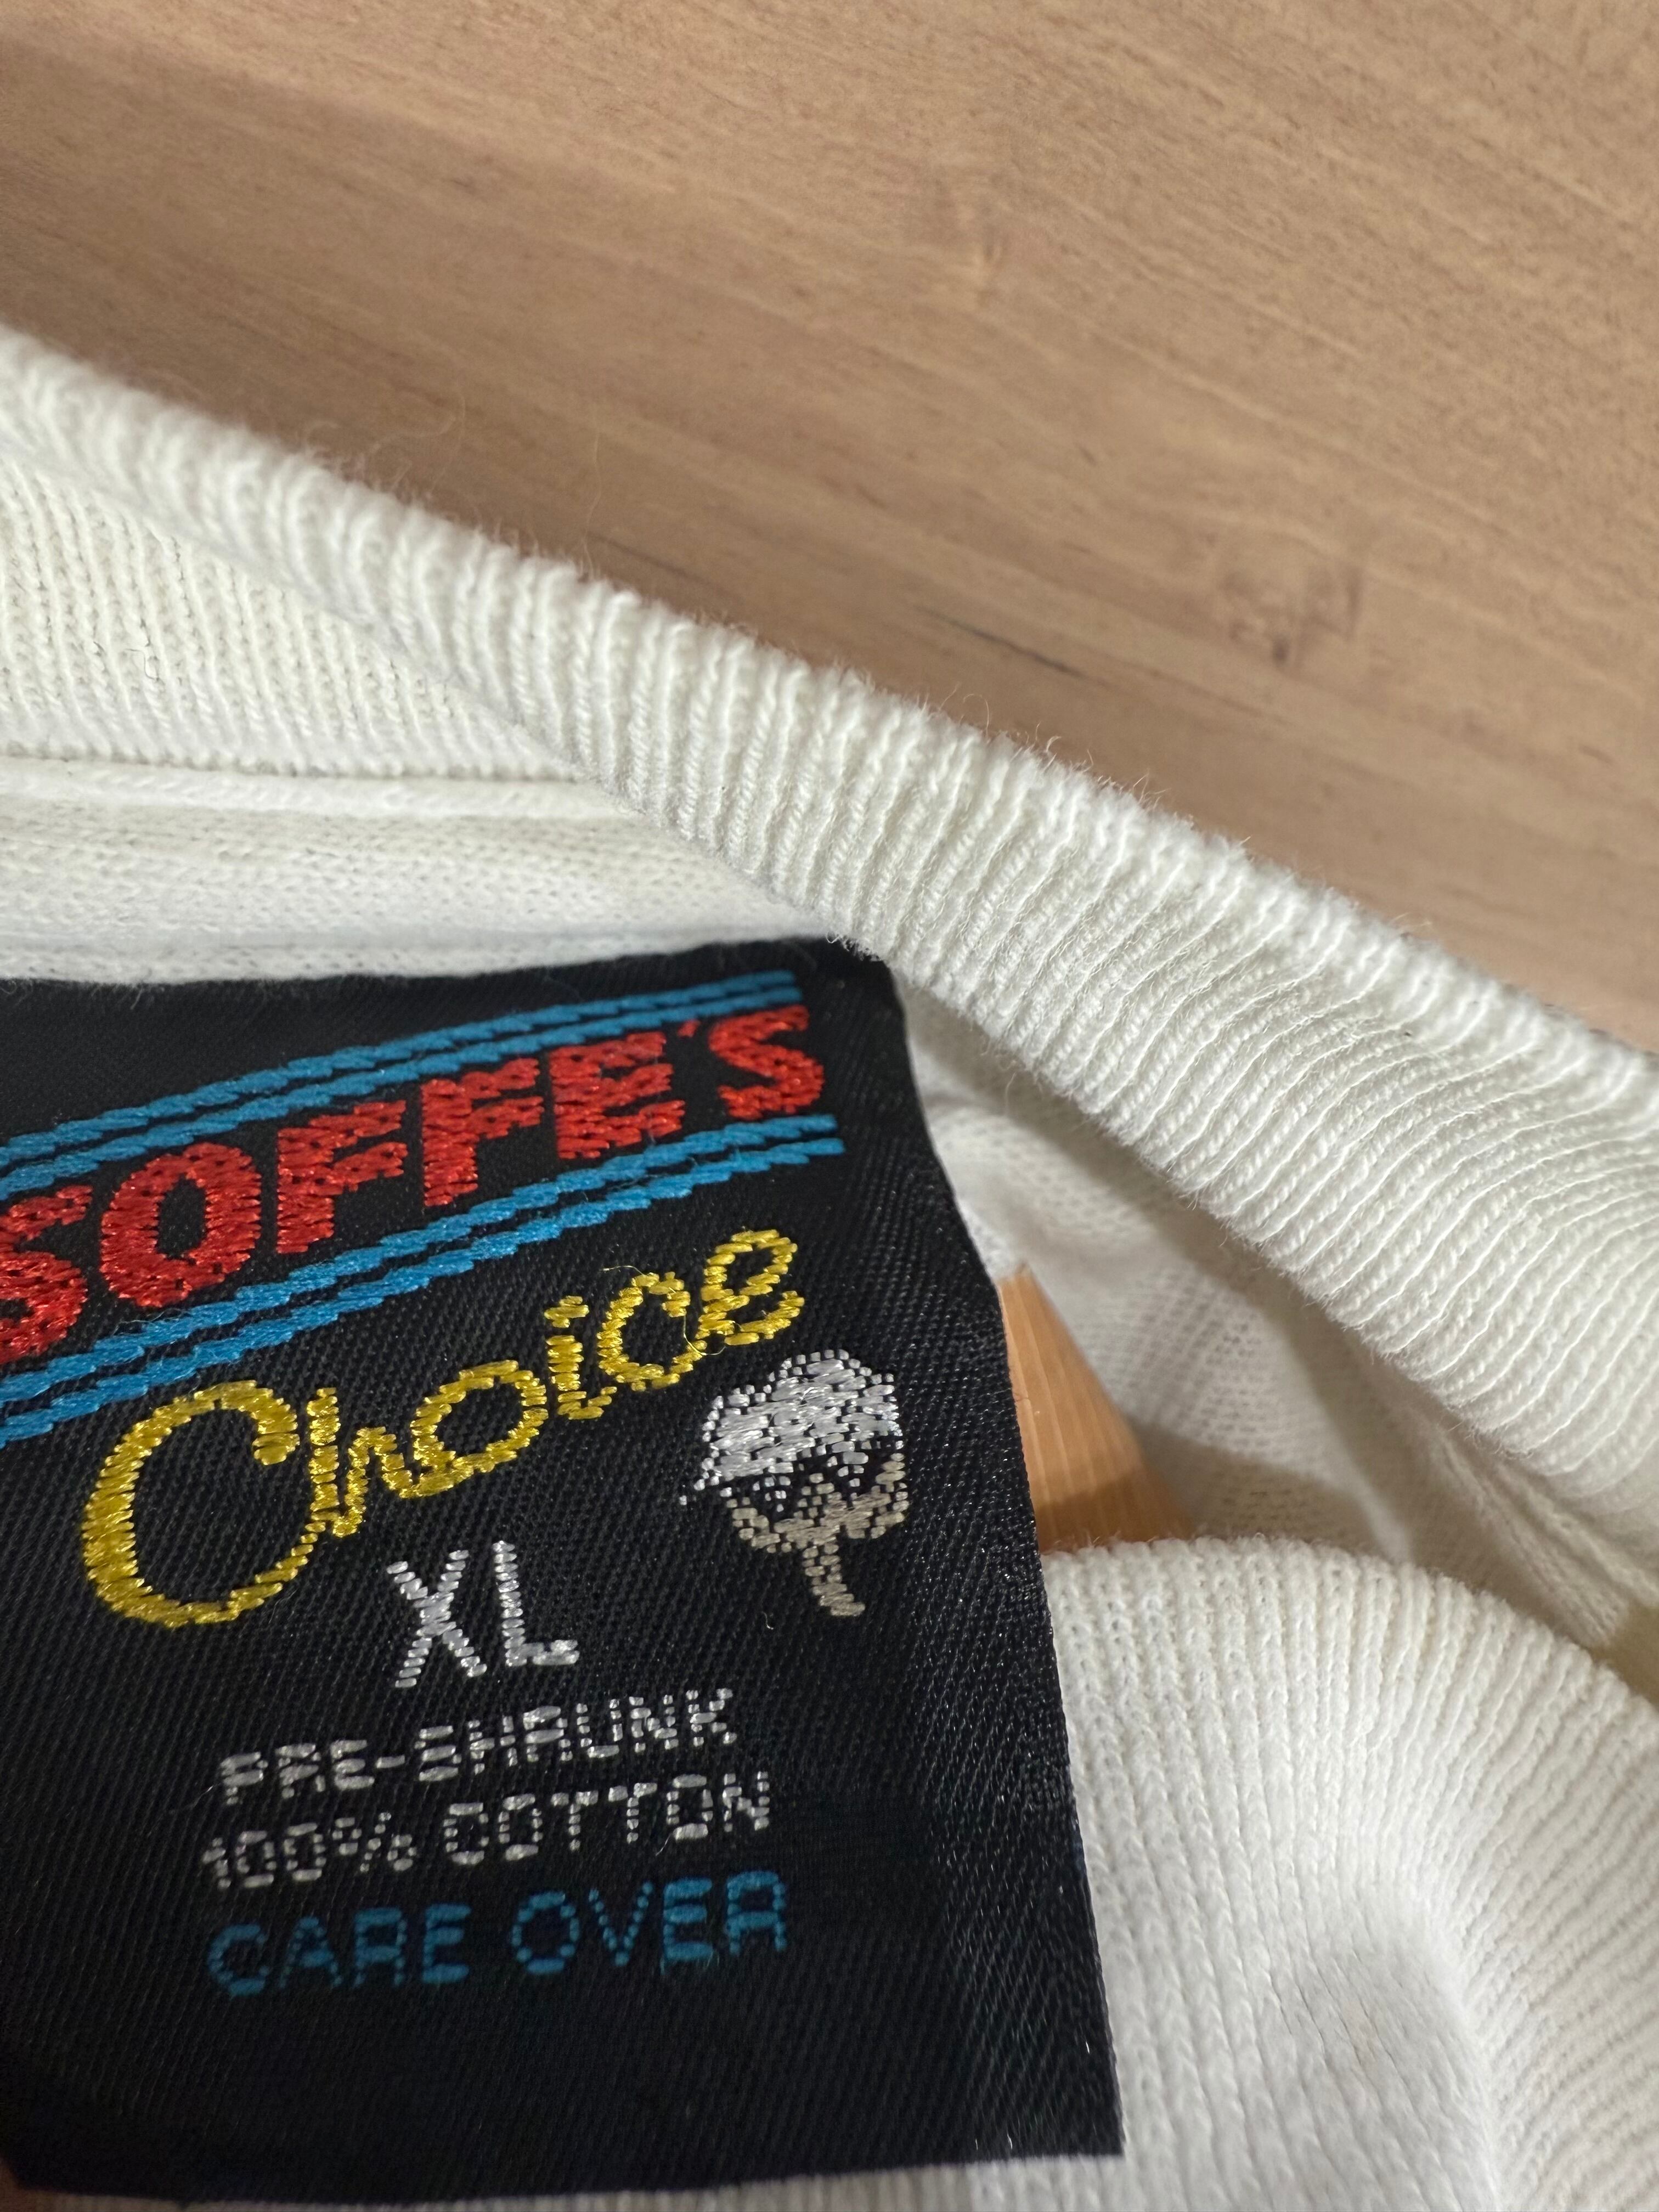 SOFFE'S
Choice
XL
PRE-SHRUNK
100% COTTON
CARE OVER